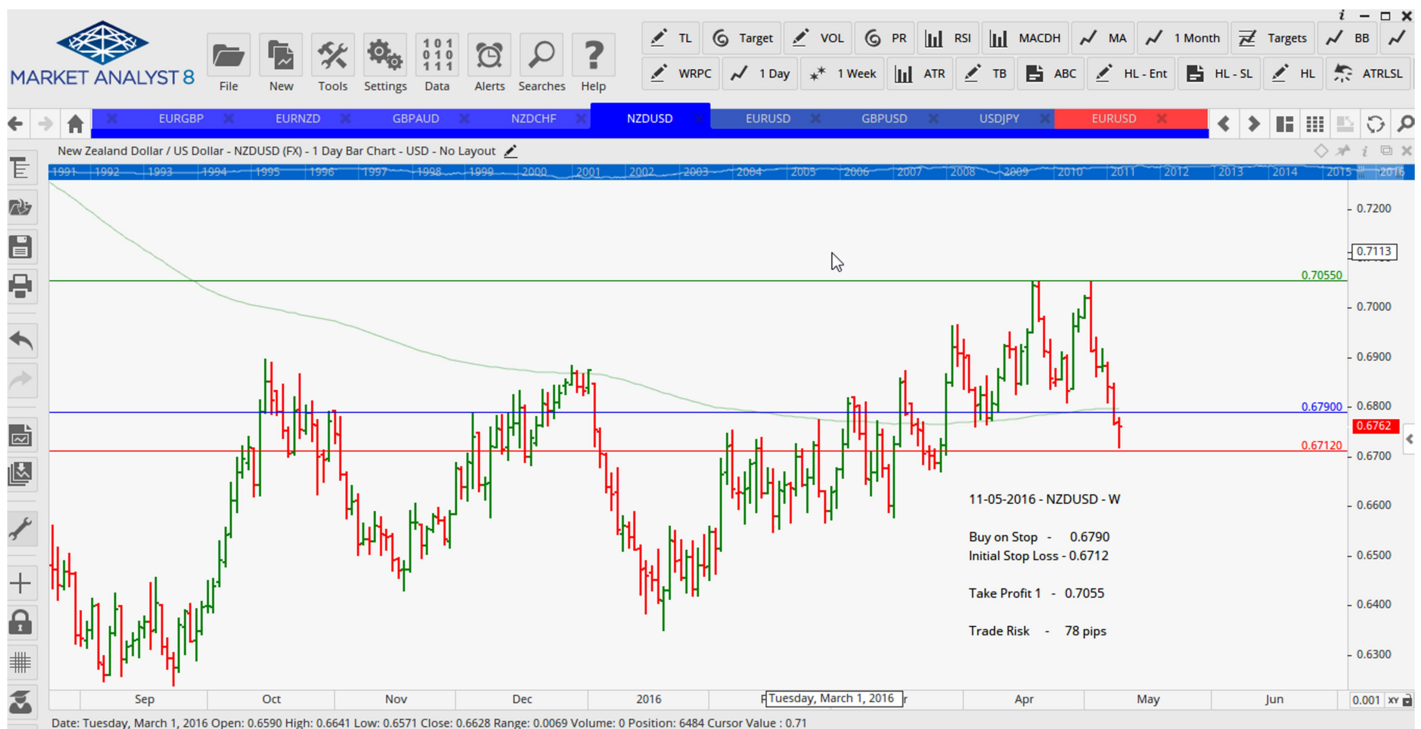 i
TL Target VOL PR RSI MACDH MA 1 Month Targets BB
MARKET ANALYST 8
101
010
111
File New Tools Settings Data Alerts Searches Help
WRPC 1 Day 1 Week ATR TB ABC HL - Ent HL - SL HL ATRLSL
EURGBP EURNZD GBPAUD NZDCHF NZDUSD EURUSD GBPUSD USDJPY EURUSD
New Zealand Dollar / US Dollar - NZDUSD (FX) - 1 Day Bar Chart - USD - No Layout
i
1991 1992 1993 1994 1995 1996 1997 1998 1999 2000 2001 2002 2003 2004 2005 2006 2007 2008 2009 2010 2011 2012 2013 2014 2015 2016
0.7200
0.7113
0.70550
0.7000
0.6900
0.6800
0.67900
0.6762
0.67120
0.6700
11-05-2016 - NZDUSD - W
0.6600
Buy on Stop - 0.6790
Initial Stop Loss - 0.6712
0.6500
Take Profit 1 - 0.7055
0.6400
Trade Risk - 78 pips
0.6300
Sep Oct Nov Dec 2016 Tuesday, March 1, 2016 Apr May Jun 0.001 XY
Date: Tuesday, March 1, 2016 Open: 0.6590 High: 0.6641 Low: 0.6571 Close: 0.6628 Range: 0.0069 Volume: 0 Position: 6484 Cursor Value : 0.71